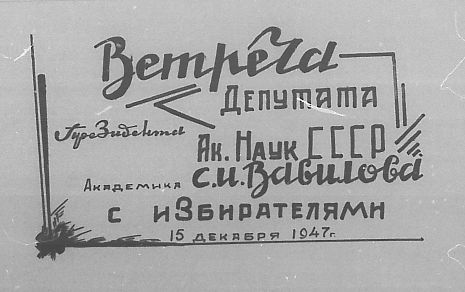 Встреча
Депутата
Президента
Ак. Наук СССР
Академика С.И. Вавилова
с избирателями
15 декабря 1947 г.